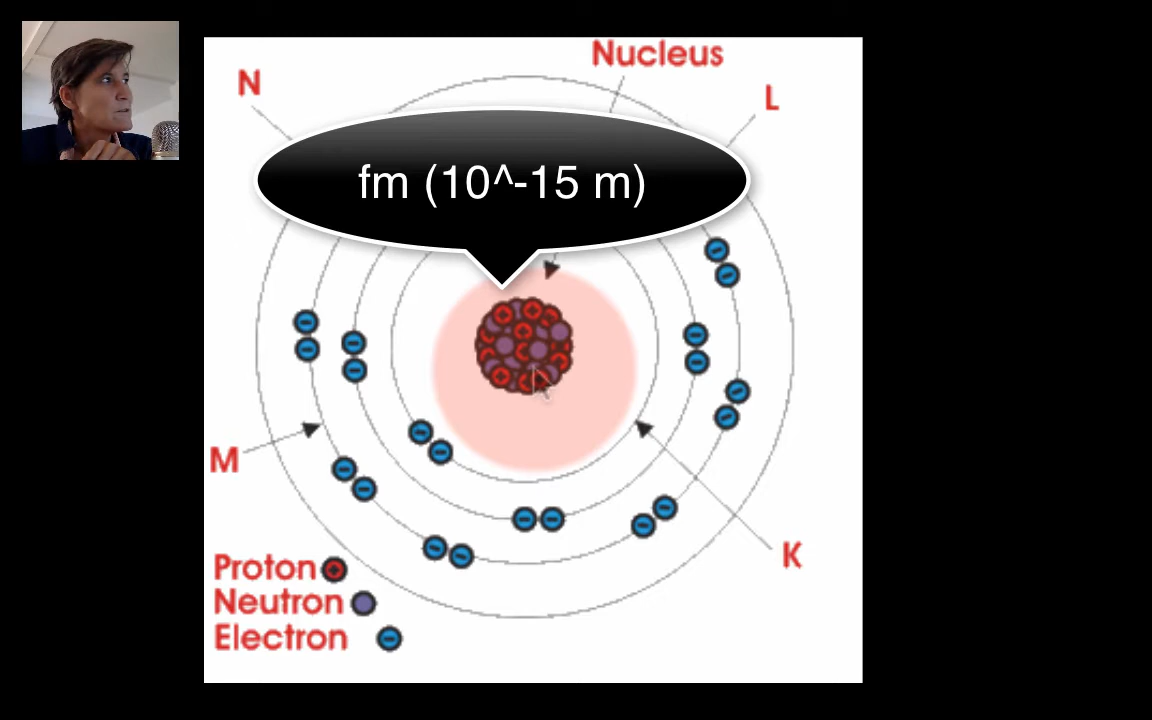 Nucleus
N
L
fm (10^-15 m)
M
K
Proton +
Neutron
Electron -